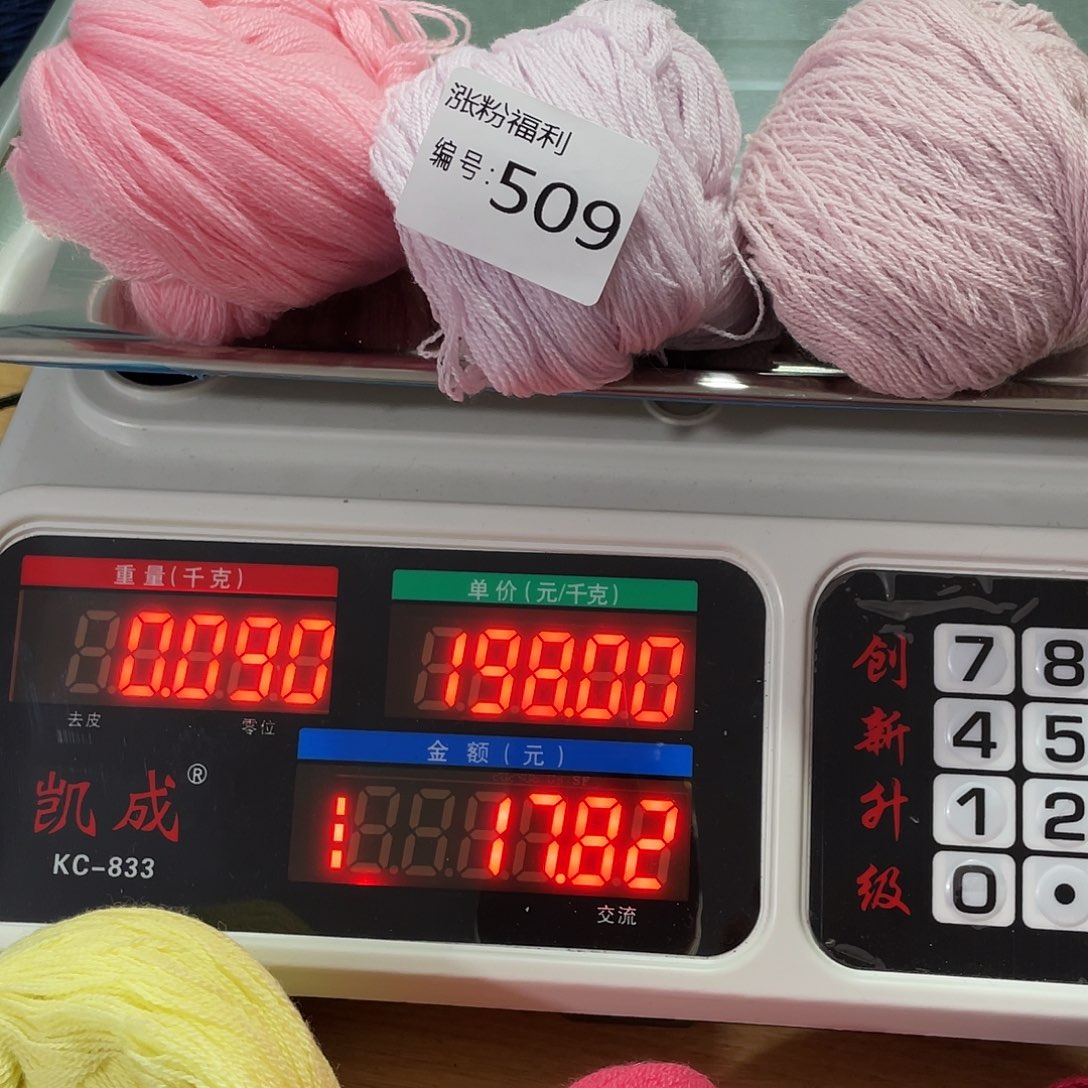 涨粉福利
编号:509
重量(千克)
单价(元/千克)
0.090
198.00
去皮
零位
金额(元)
17.82
凯成®
KC-833
交流
创新升级
7 8
4 5
1 2
0 .